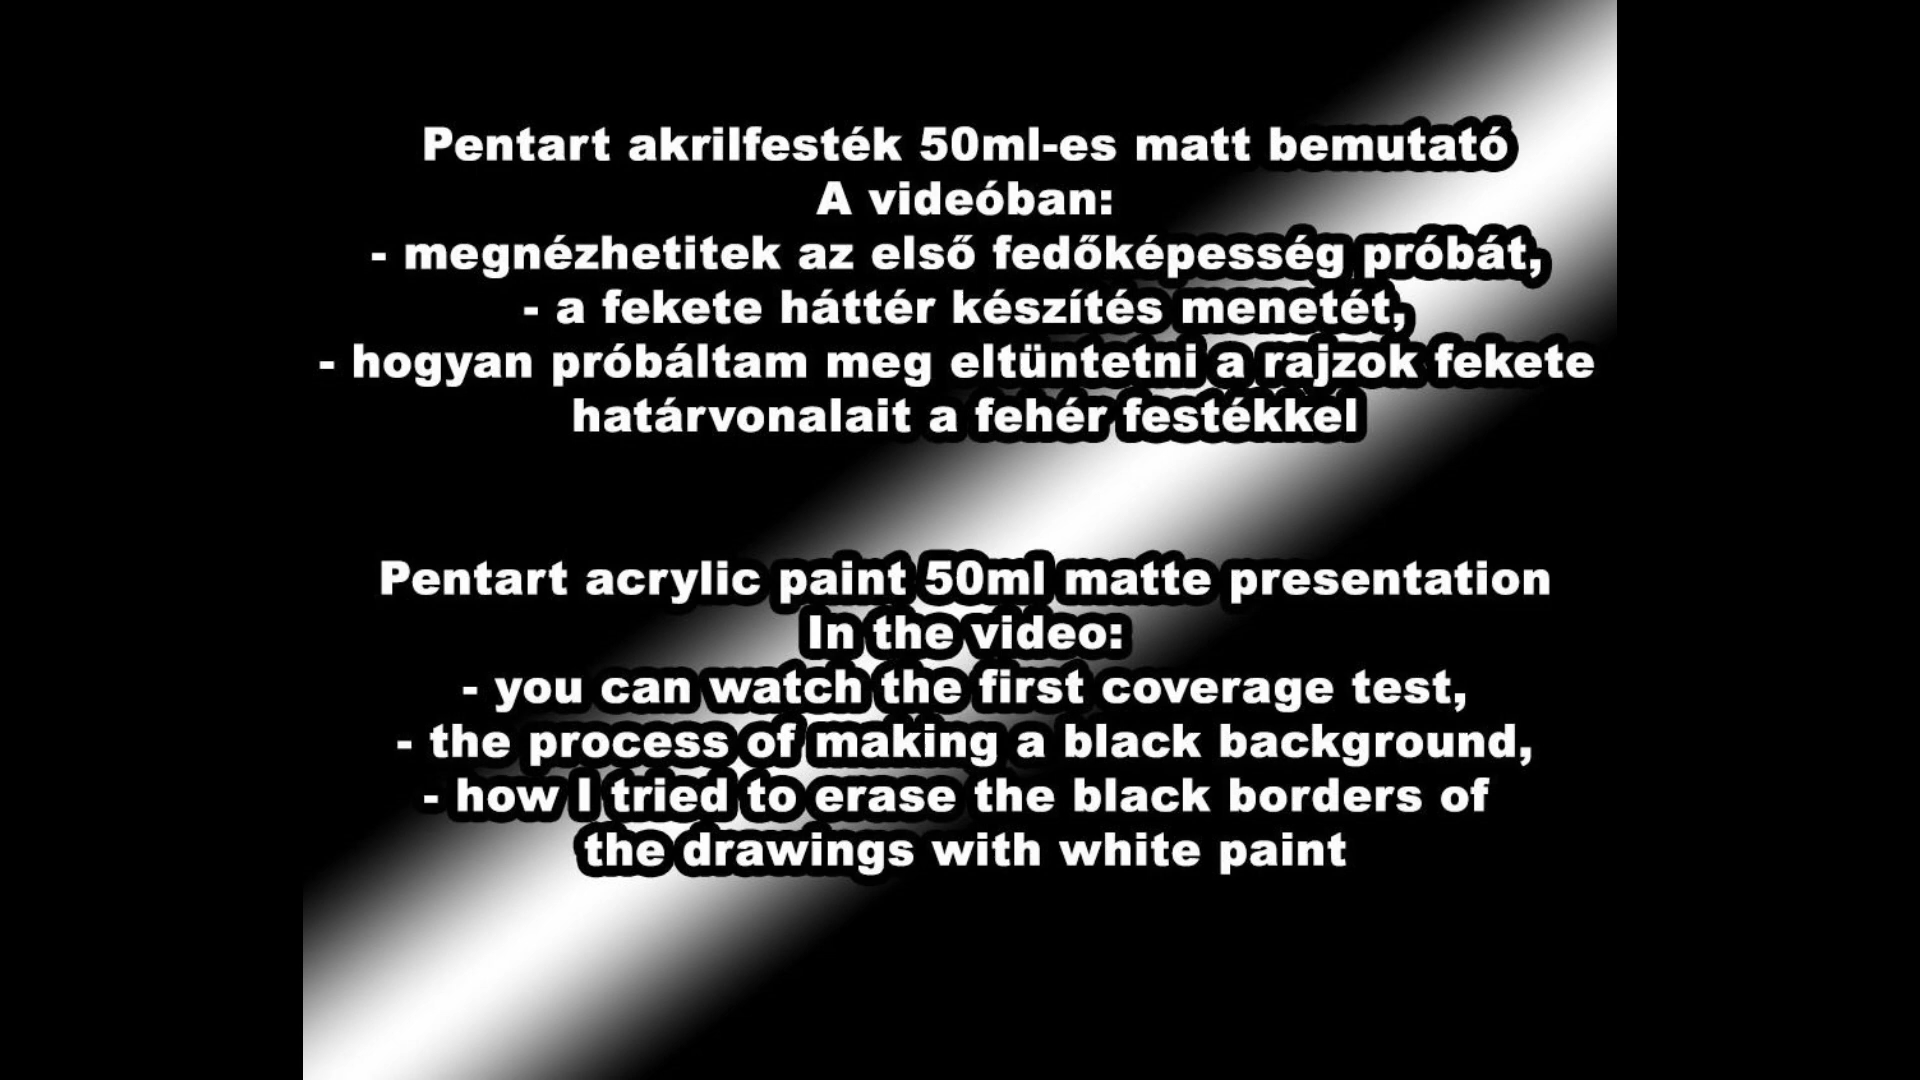 Pentart akrilfesték 50ml-es matt bemutató
A videóban:
- megnézhetitek az első fedőképesség próbát,
- a fekete háttér készítés menetét,
- hogyan próbáltam meg eltüntetni a rajzok fekete
határvonalait a fehér festékkel
Pentart acrylic paint 50ml matte presentation
In the video:
- you can watch the first coverage test,
- the process of making a black background,
- how I tried to erase the black borders of
the drawings with white paint